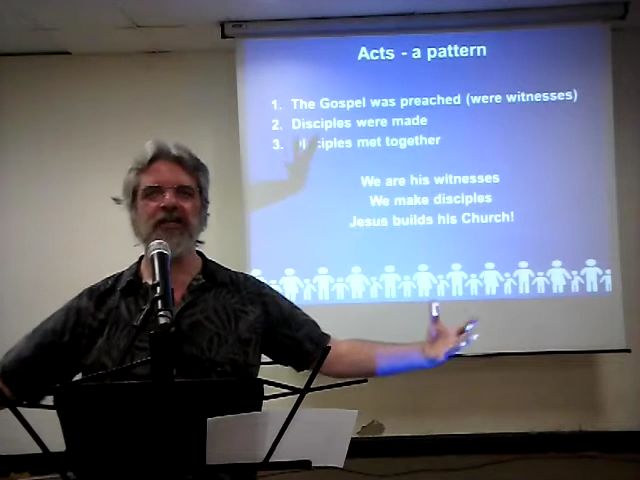 Acts - a pattern
1. The Gospel was preached (were witnesses)
2. Disciples were made
3. Disciples met together
We are his witnesses
We make disciples
Jesus builds his Church!